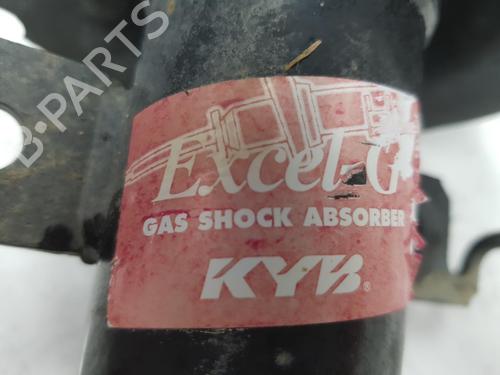 B-PARTS
Excel-G
GAS SHOCK ABSORBER
KYB®